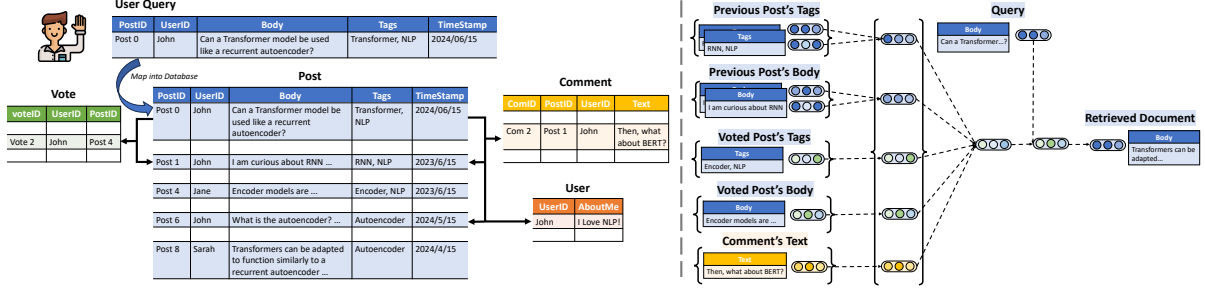 User Query
PostID UserID Body Tags TimeStamp
Post 0 John Can a Transformer model be used like a recurrent autoencoder? Transformer, NLP 2024/06/15
Map into Database
Post
PostID UserID Body Tags TimeStamp
Post 0 John Can a Transformer model be used like a recurrent autoencoder? Transformer, NLP 2024/06/15
Post 1 John I am curious about RNN ... RNN, NLP 2023/6/15
Post 4 Jane Encoder models are ... Encoder, NLP 2023/6/15
Post 6 John What is the autoencoder? ... Autoencoder 2024/5/15
Post 8 Sarah Transformers can be adapted to function similarly to a recurrent autoencoder ... Autoencoder 2024/4/15
Vote
voteID UserID PostID
Vote 2 John Post 4
Comment
ComID PostID UserID Text
Com 2 Post 1 John Then, what about BERT?
User
UserID AboutMe
John I Love NLP!
Previous Post's Tags
Tags
RNN, NLP
Previous Post's Body
Body
I am curious about RNN
Voted Post's Tags
Tags
Encoder, NLP
Voted Post's Body
Body
Encoder models are ...
Comment's Text
Text
Then, what about BERT?
Query
Body
Can a Transformer...?
Retrieved Document
Body
Transformers can be
adapted...